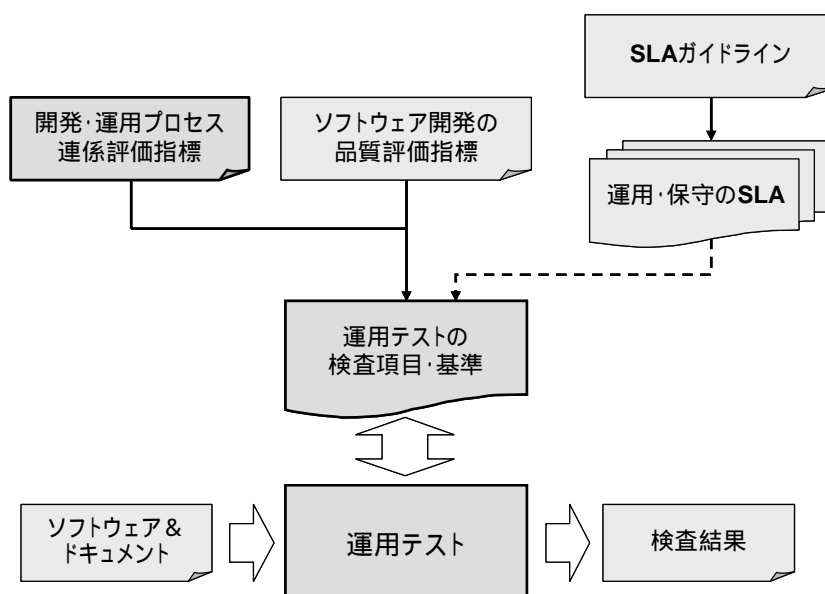 SLAガイドライン
開発・運用プロセス
連係評価指標
ソフトウェア開発の
品質評価指標
運用・保守のSLA
運用テストの
検査項目・基準
ソフトウェア＆
ドキュメント
運用テスト
検査結果